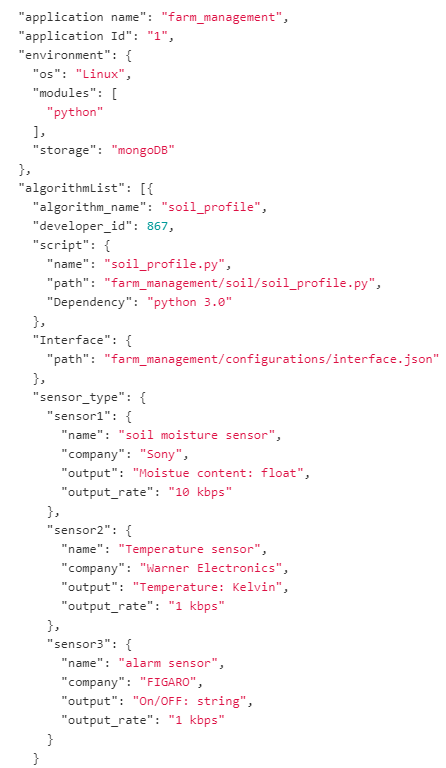 "application name": "farm_management",
"application Id": "1",
"environment": {
"os": "Linux",
"modules": [
"python"
],
"storage": "mongoDB"
},
"algorithmList": [{
"algorithm_name": "soil_profile",
"developer_id": 867,
"script": {
"name": "soil_profile.py",
"path": "farm_management/soil/soil_profile.py",
"Dependency": "python 3.0"
},
"Interface": {
"path": "farm_management/configurations/interface.json"
},
"sensor_type": {
"sensor1": {
"name": "soil moisture sensor",
"company": "Sony",
"output": "Moistue content: float",
"output_rate": "10 kbps"
},
"sensor2": {
"name": "Temperature sensor",
"company": "Warner Electronics",
"output": "Temperature: Kelvin",
"output_rate": "1 kbps"
},
"sensor3": {
"name": "alarm sensor",
"company": "FIGARO",
"output": "On/OFF: string",
"output_rate": "1 kbps"
}
}